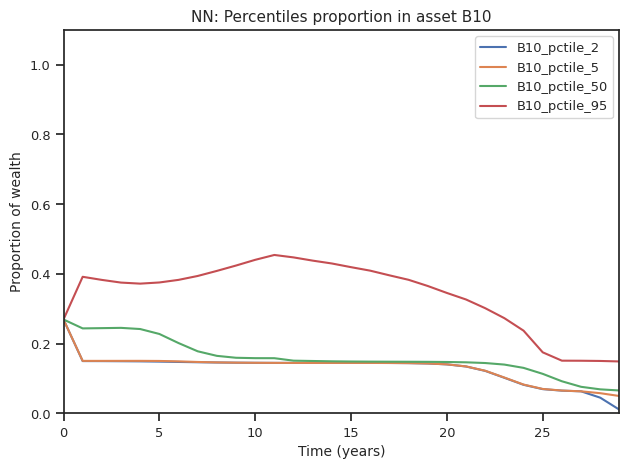 NN: Percentiles proportion in asset B10
B10_pctile_2
B10_pctile_5
B10_pctile_50
B10_pctile_95
Proportion of wealth
1.0
0.8
0.6
0.4
0.2
0.0
0 5 10 15 20 25
Time (years)